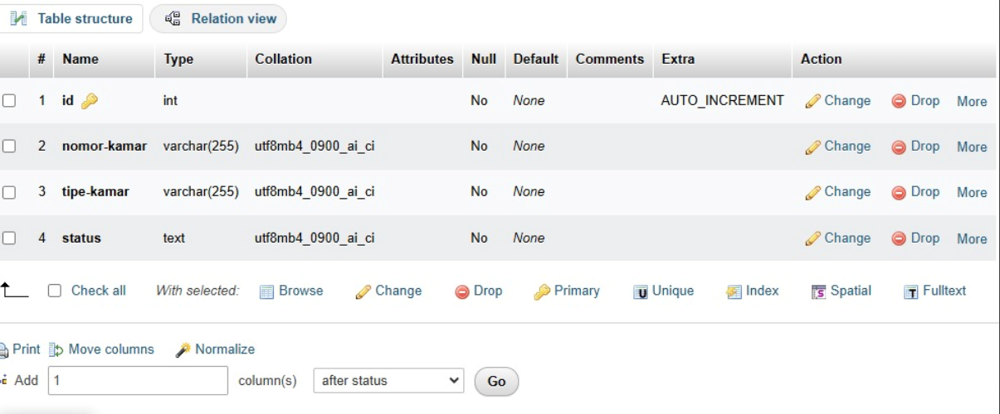 Table structure Relation view
# Name Type Collation Attributes Null Default Comments Extra Action
1 id int No None AUTO_INCREMENT Change Drop More
2 nomor-kamar varchar(255) utf8mb4_0900_ai_ci No None Change Drop More
3 tipe-kamar varchar(255) utf8mb4_0900_ai_ci No None Change Drop More
4 status text utf8mb4_0900_ai_ci No None Change Drop More
Check all With selected: Browse Change Drop Primary Unique Index Spatial Fulltext
Print Move columns Normalize
Add 1 column(s) after status Go